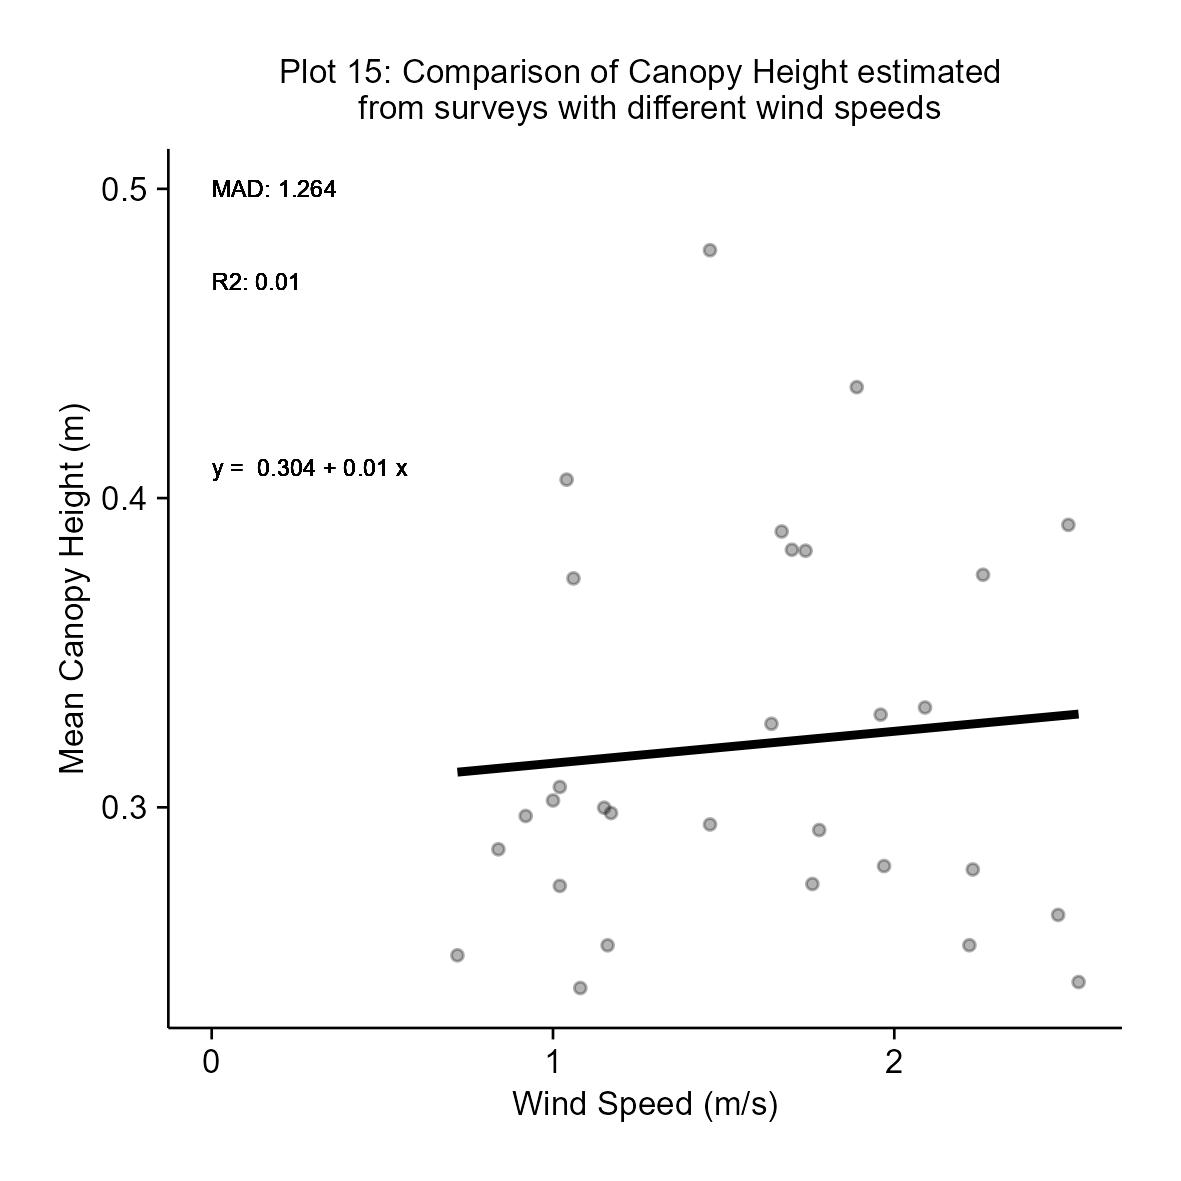 Plot 15: Comparison of Canopy Height estimated
from surveys with different wind speeds
MAD: 1.264
R2: 0.01
y =  0.304 + 0.01 x
Mean Canopy Height (m)
0.5
0.4
0.3
0
1
2
Wind Speed (m/s)